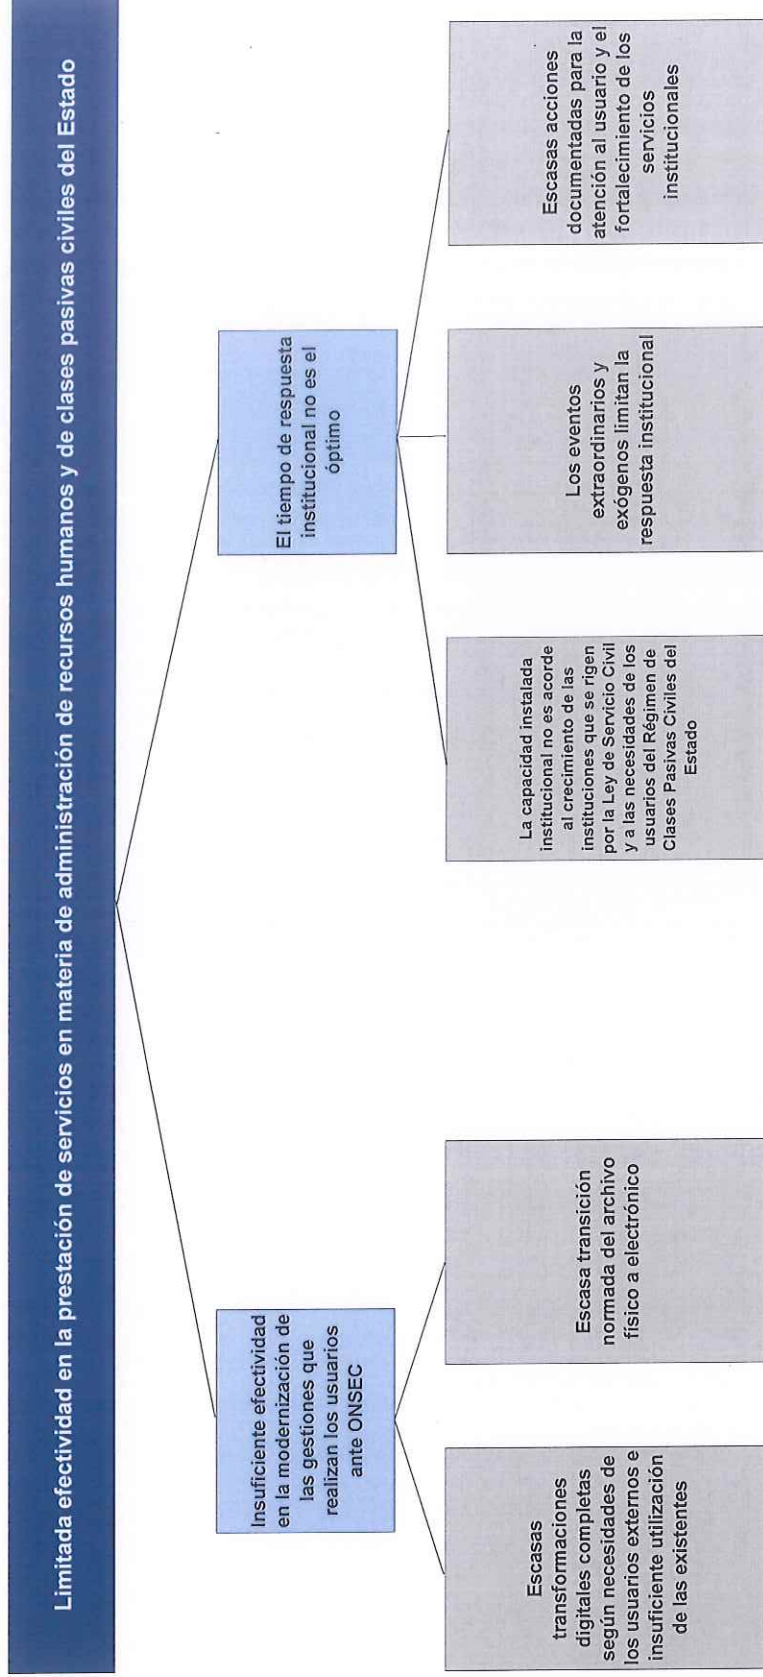 Limitada efectividad en la prestación de servicios en materia de administración de recursos humanos y de clases pasivas civiles del Estado
Insuficiente efectividad
en la modernización de
las gestiones que
realizan los usuarios
ante ONSEC
El tiempo de respuesta
institucional no es el
óptimo
Escasas
transformaciones
digitales completas
según necesidades de
los usuarios externos e
insuficiente utilización
de las existentes
Escasa transición
normada del archivo
físico a electrónico
La capacidad instalada
institucional no es acorde
al crecimiento de las
instituciones que se rigen
por la Ley de Servicio Civil
y a las necesidades de los
usuarios del Régimen de
Clases Pasivas Civiles del
Estado
Los eventos
extraordinarios y
exógenos limitan la
respuesta institucional
Escasas acciones
documentadas para la
atención al usuario y el
fortalecimiento de los
servicios
institucionales